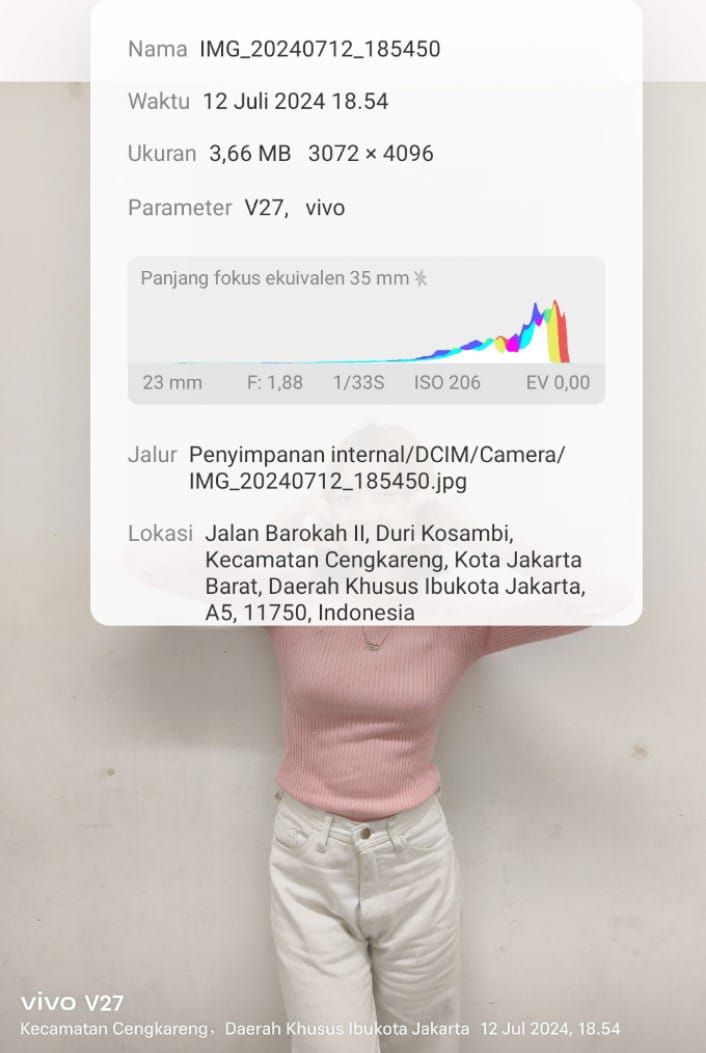 Nama IMG_20240712_185450
Waktu 12 Juli 2024 18.54
Ukuran 3,66 MB 3072 × 4096
Parameter V27, vivo
Panjang fokus ekuivalen 35 mm
23 mm F: 1,88 1/33S ISO 206 EV 0,00
Jalur Penyimpanan internal/DCIM/Camera/
IMG_20240712_185450.jpg
Lokasi Jalan Barokah II, Duri Kosambi,
Kecamatan Cengkareng, Kota Jakarta
Barat, Daerah Khusus Ibukota Jakarta,
A5, 11750, Indonesia
vivo V27
Kecamatan Cengkareng, Daerah Khusus Ibukota Jakarta 12 Jul 2024, 18.54